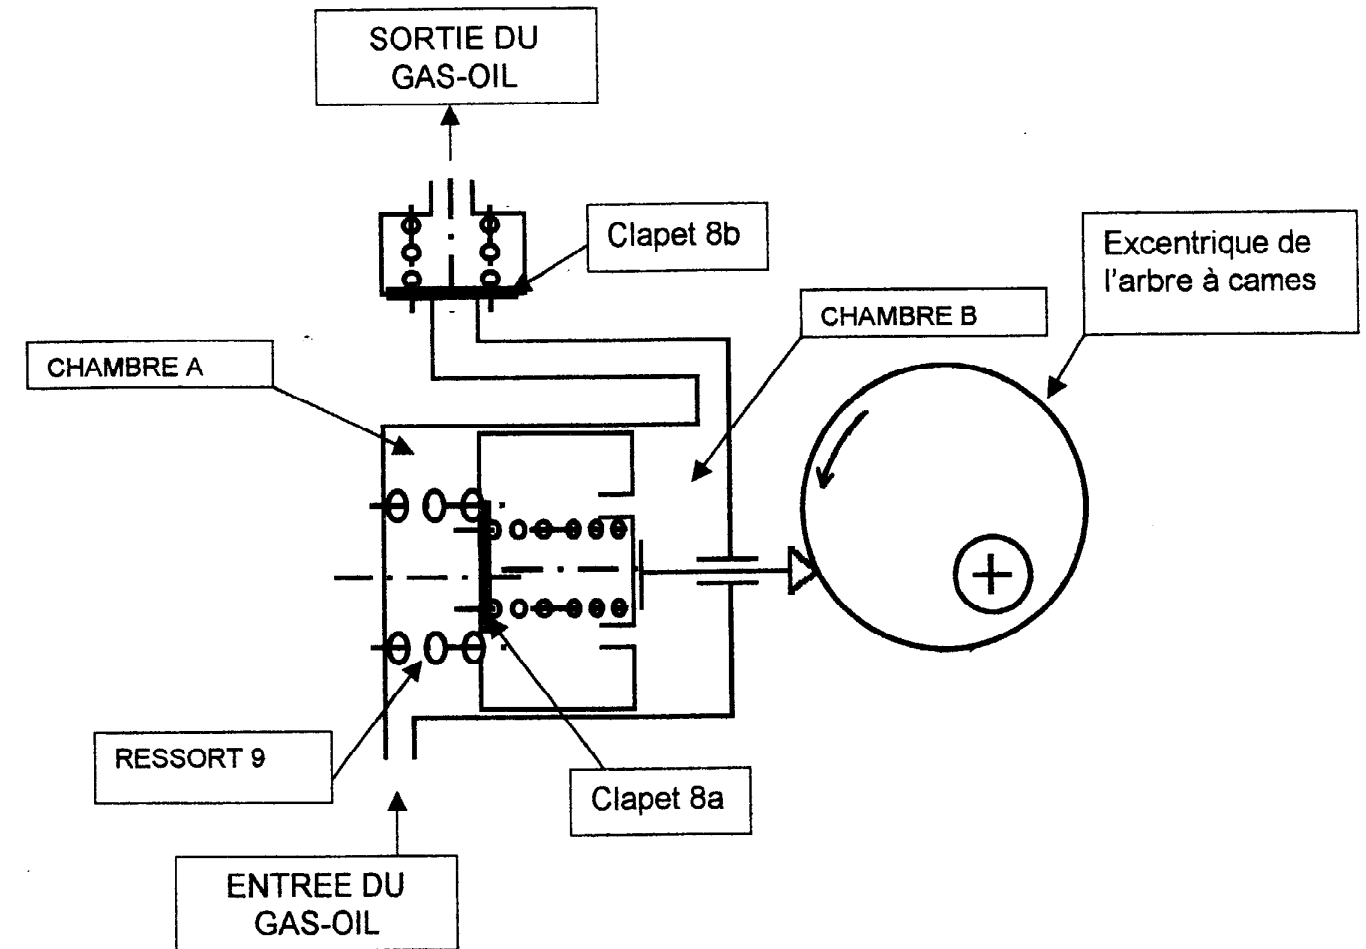 SORTIE DU
GAS-OIL
Clapet 8b
Excentrique de
l'arbre à cames
CHAMBRE B
CHAMBRE A
RESSORT 9
Clapet 8a
ENTREE DU
GAS-OIL